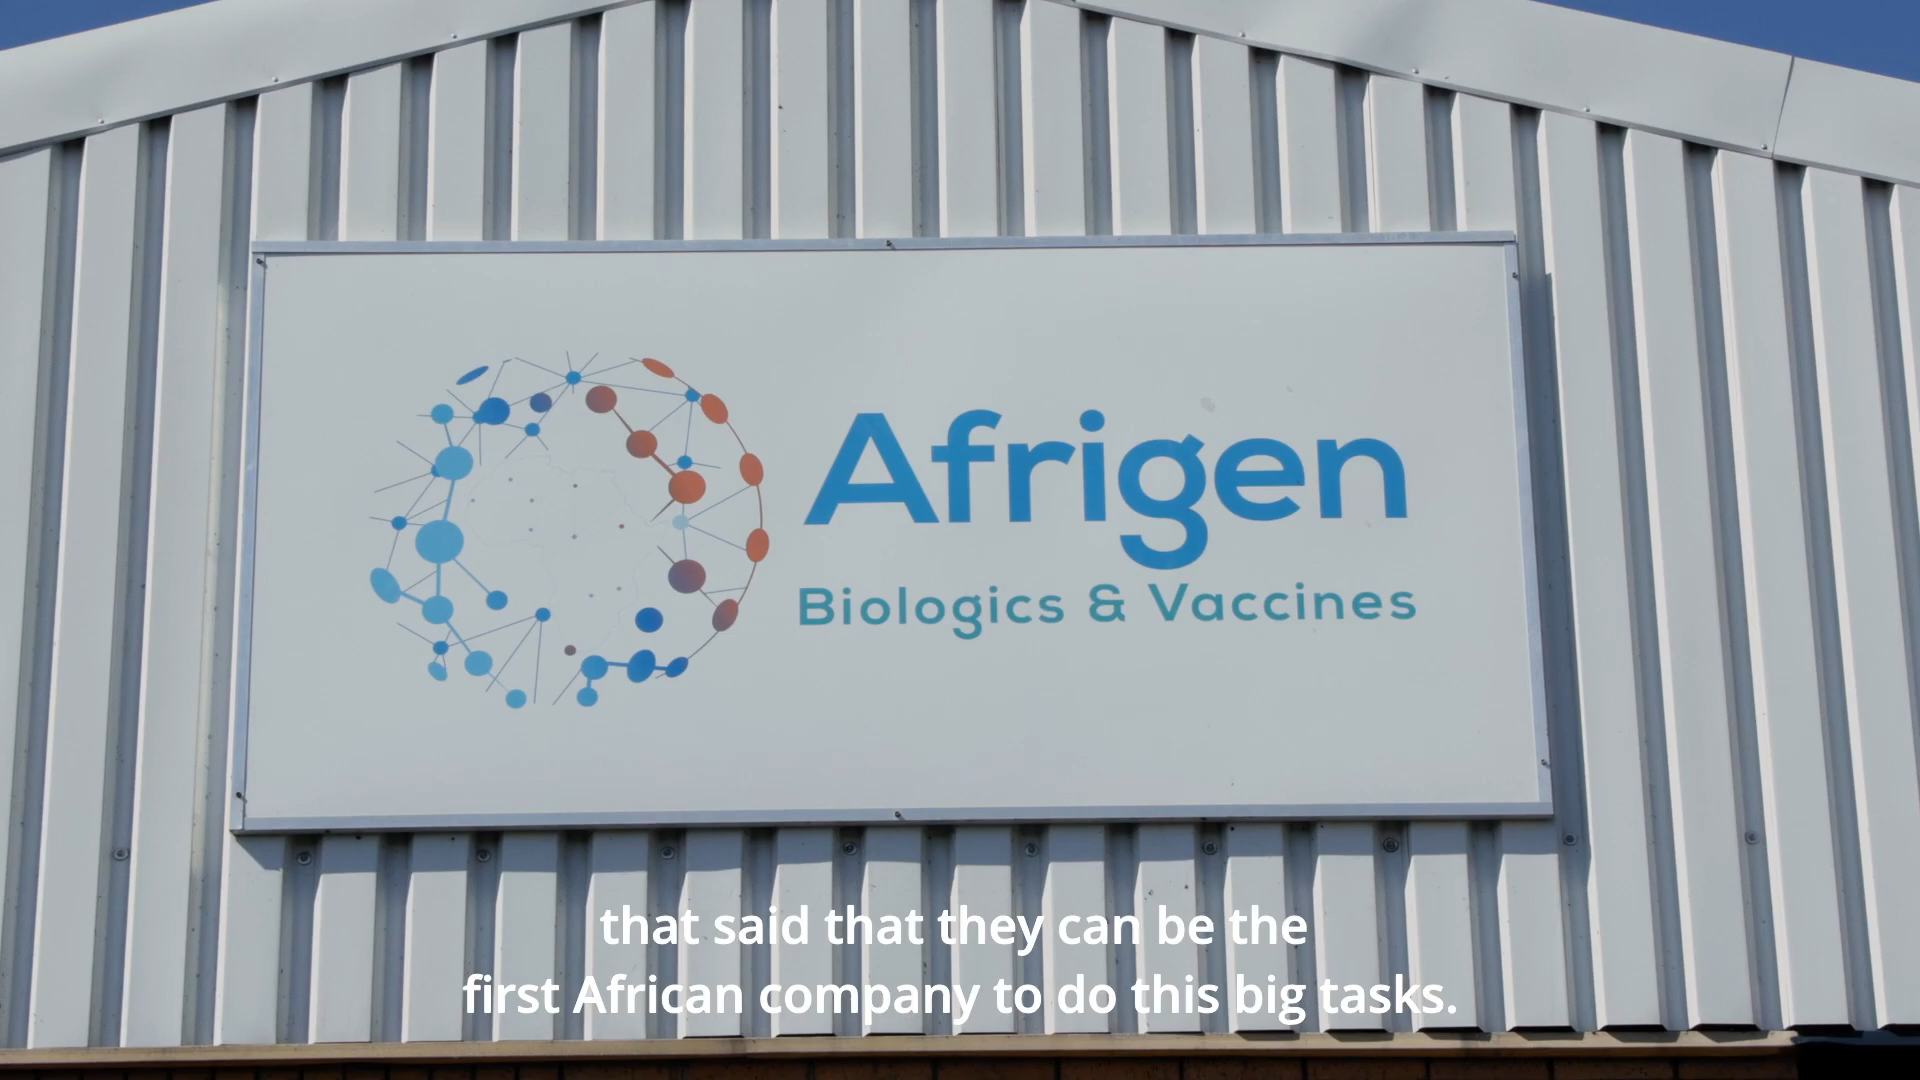 Afrigen
Biologics & Vaccines
that said that they can be the
first African company to do this big tasks.